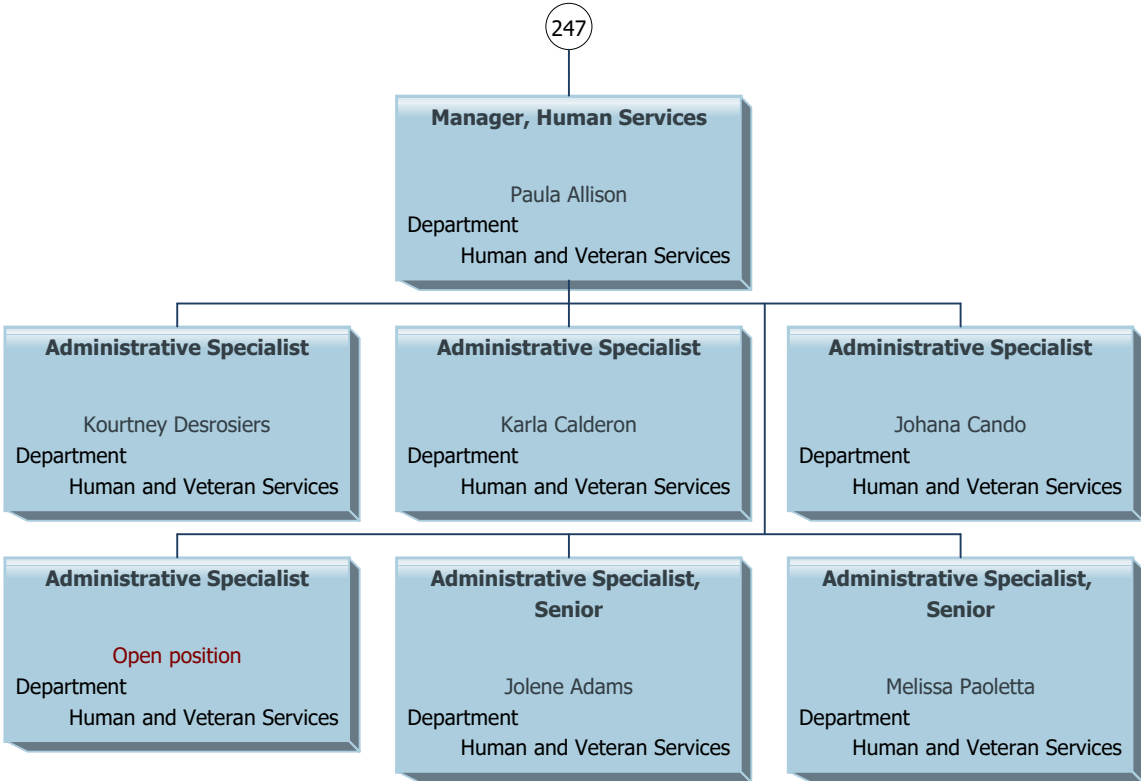 247
Manager, Human Services
Paula Allison
Department
Human and Veteran Services
Administrative Specialist
Kourtney Desrosiers
Department
Human and Veteran Services
Administrative Specialist
Karla Calderon
Department
Human and Veteran Services
Administrative Specialist
Johana Cando
Department
Human and Veteran Services
Administrative Specialist
Open position
Department
Human and Veteran Services
Administrative Specialist,
Senior
Jolene Adams
Department
Human and Veteran Services
Administrative Specialist,
Senior
Melissa Paoletta
Department
Human and Veteran Services